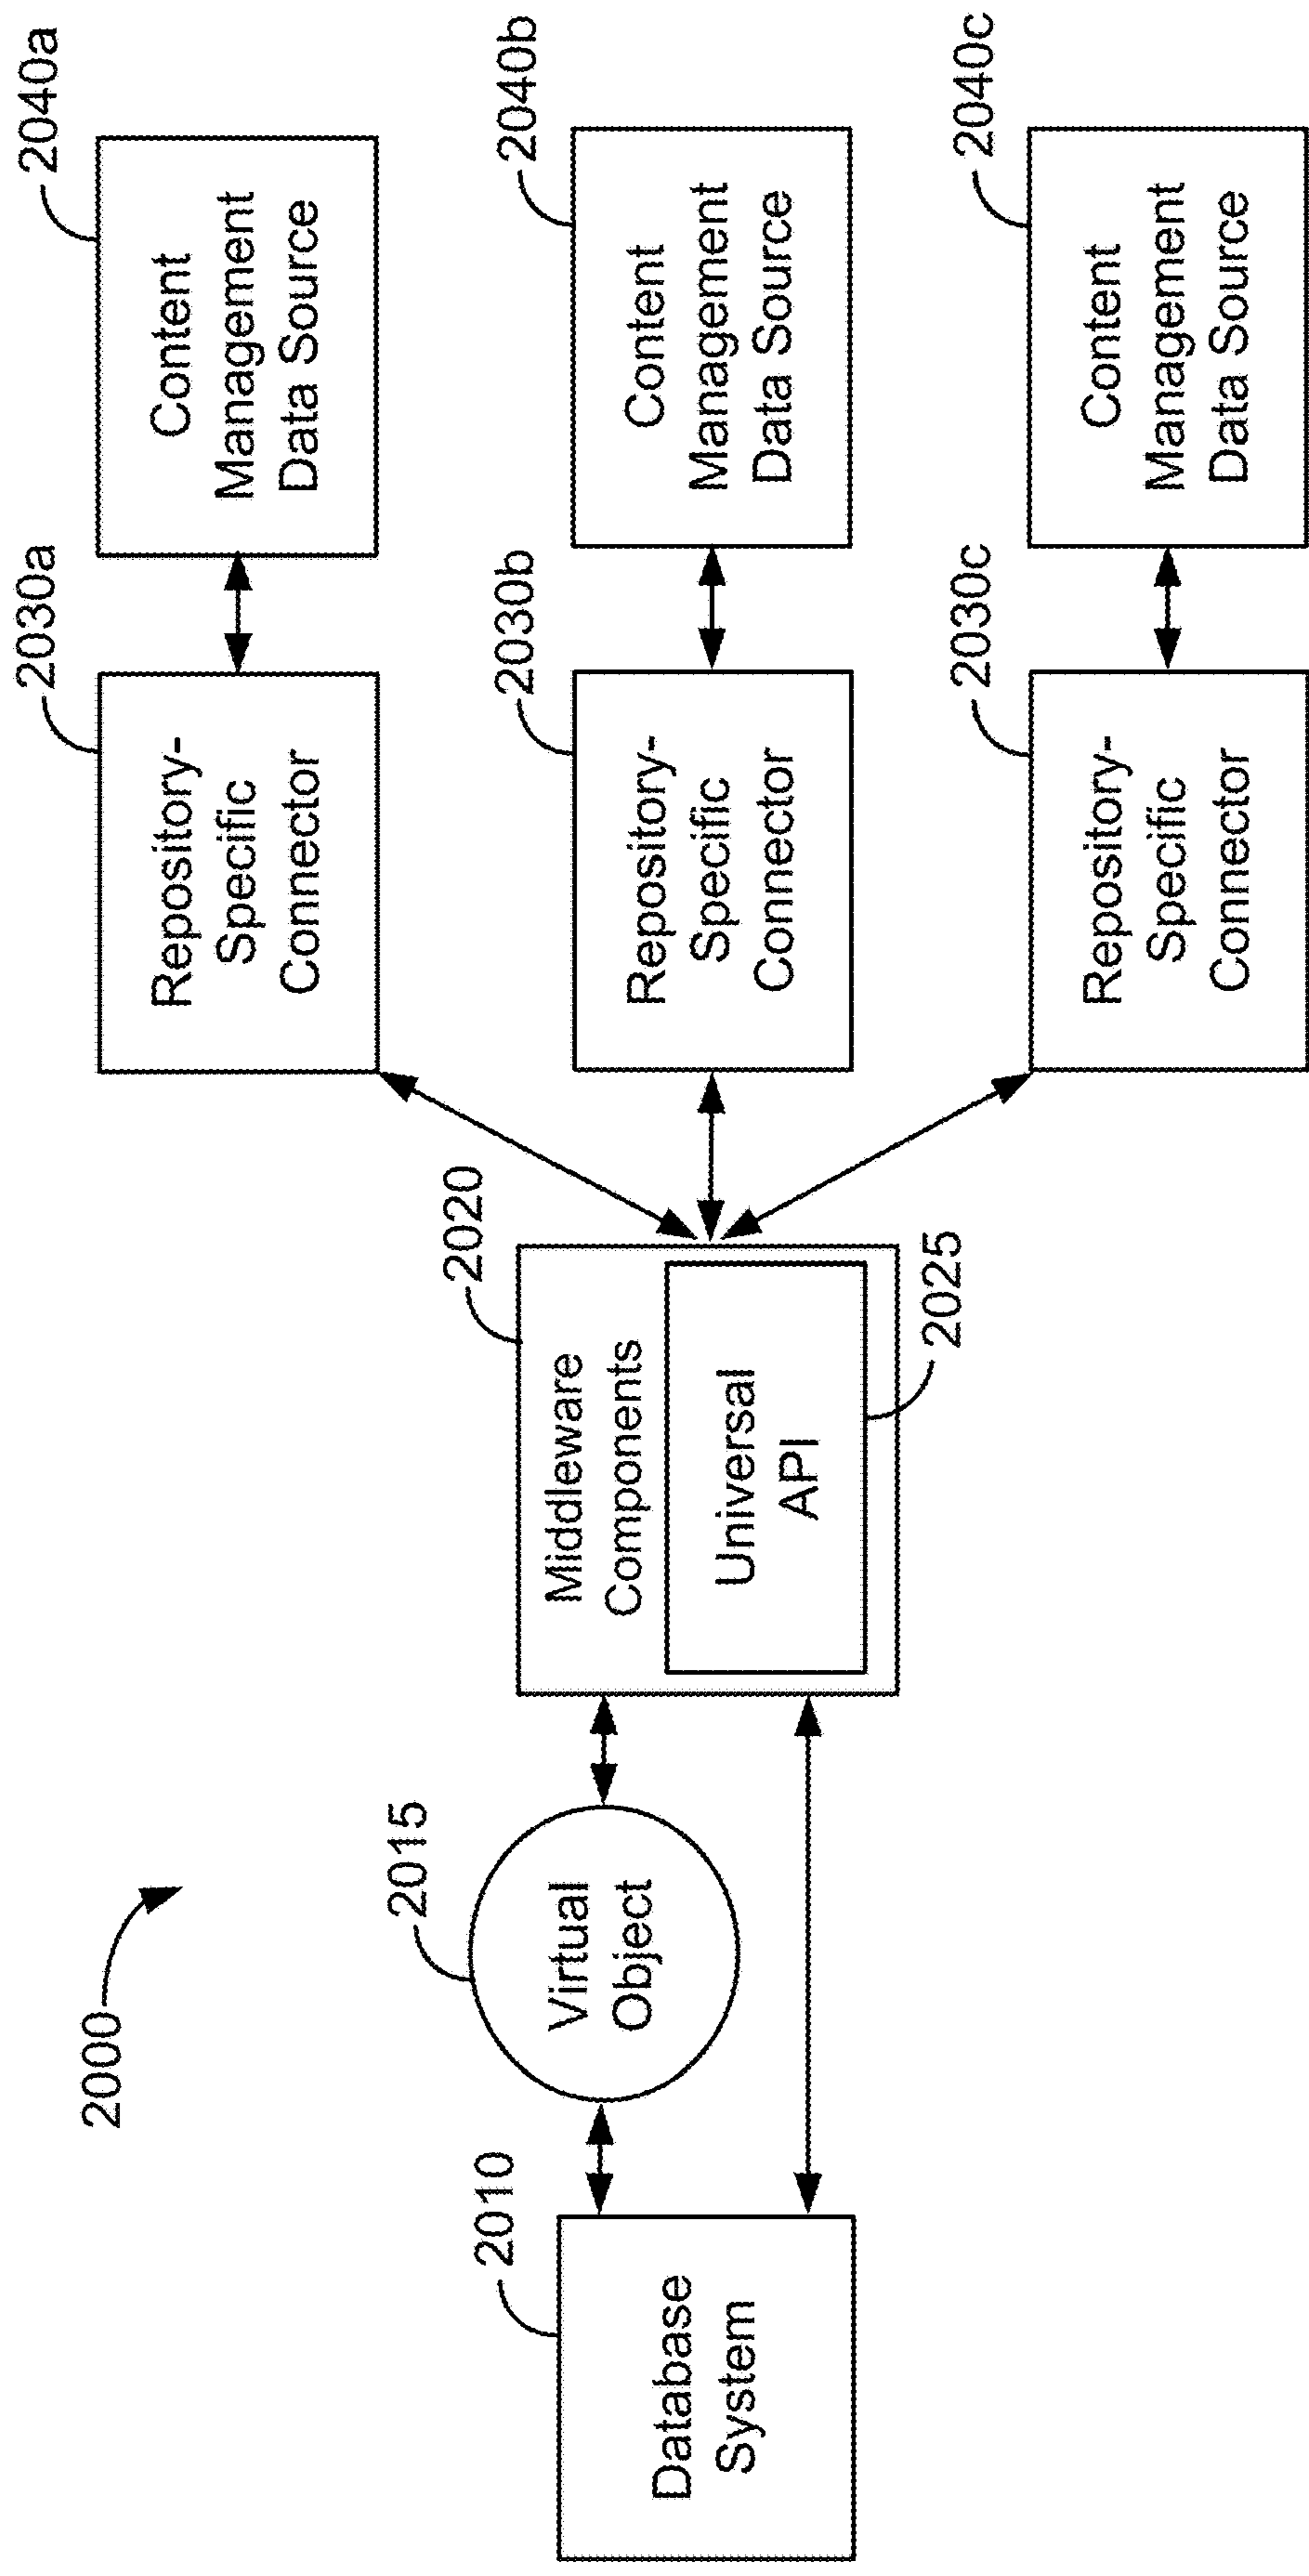 2000
2010
Database
System
2015
Virtual
Object
2020
Middleware
Components
Universal
API
2025
2030a
Repository-
Specific
Connector
2040a
Content
Management
Data Source
2030b
Repository-
Specific
Connector
2040b
Content
Management
Data Source
2030c
Repository-
Specific
Connector
2040c
Content
Management
Data Source